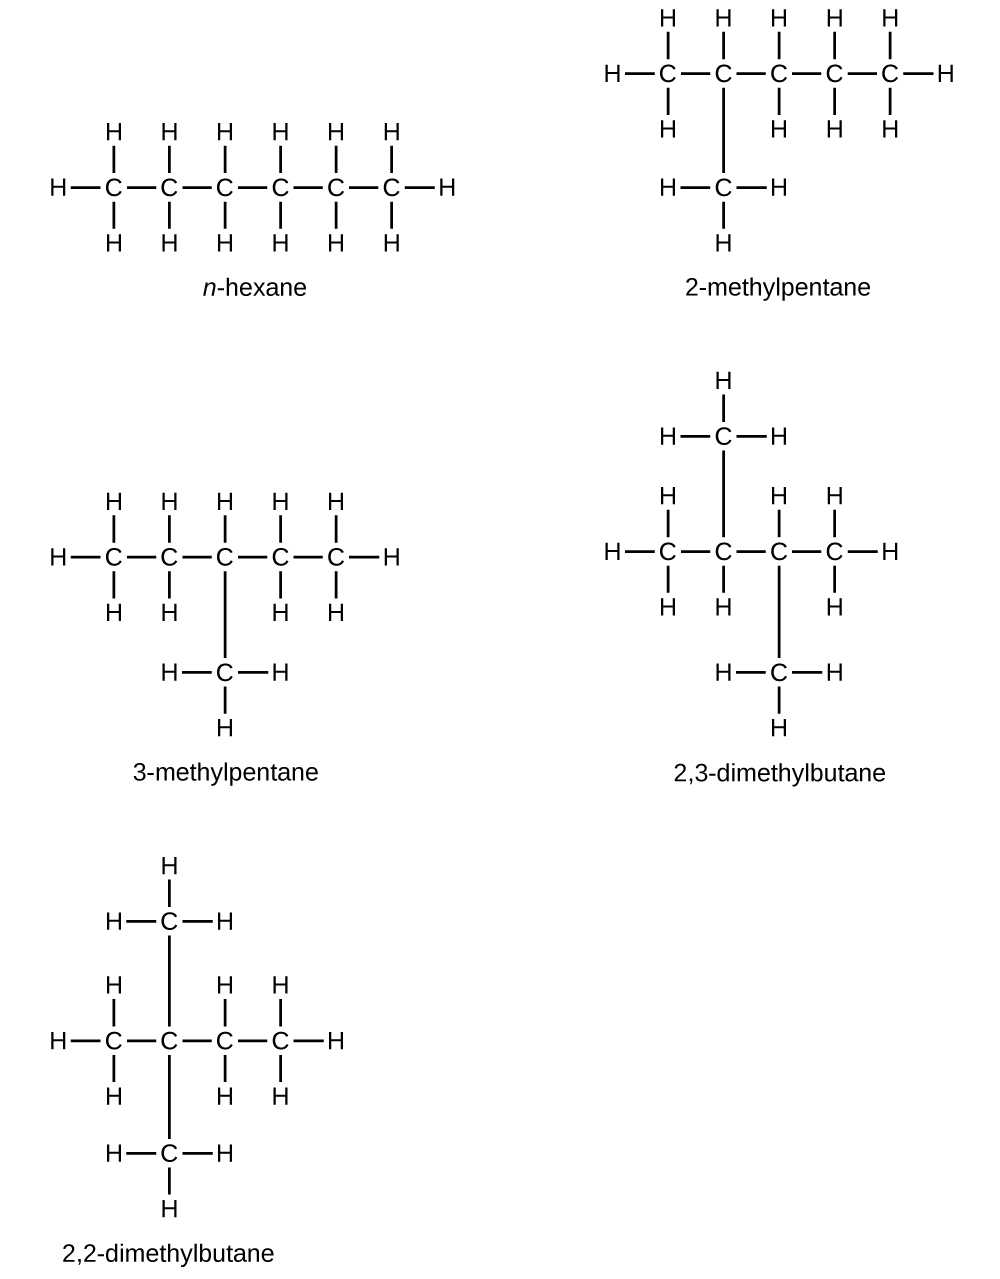 H H H H H
H C C C C C H
H H H H H H H H H H
H C C C C C C H H C H
H H H H H H H
n-hexane 2-methylpentane
H
H C H
H H H H H H H H
H C C C C C H H C C C C H
H H H H H H H H
H C H H C H
H H
3-methylpentane 2,3-dimethylbutane
H
H C H
H H H
H C C C C H
H H H
H C H
H
2,2-dimethylbutane